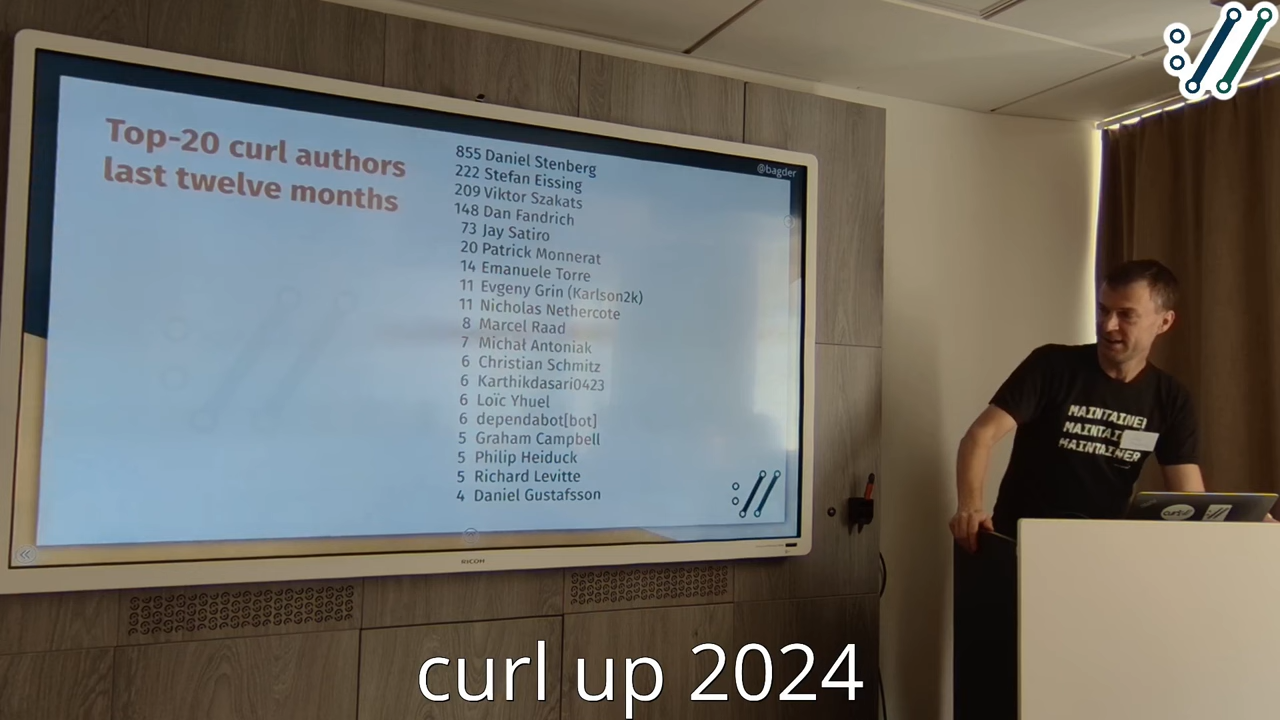 Top-20 curl authors
last twelve months
@bagder
855 Daniel Stenberg
222 Stefan Eissing
209 Viktor Szakats
148 Dan Fandrich
73 Jay Satiro
20 Patrick Monnerat
14 Emanuele Torre
11 Evgeny Grin (Karlson2k)
11 Nicholas Nethercote
8 Marcel Raad
7 Michał Antoniak
6 Christian Schmitz
6 Karthikdasari0423
6 Loïc Yhuel
6 dependabot[bot]
5 Graham Campbell
5 Philip Heiduck
5 Richard Levitte
4 Daniel Gustafsson
RICOH
MAINTAINER
MAINTAI
MAINTAINER
curl
curl up 2024